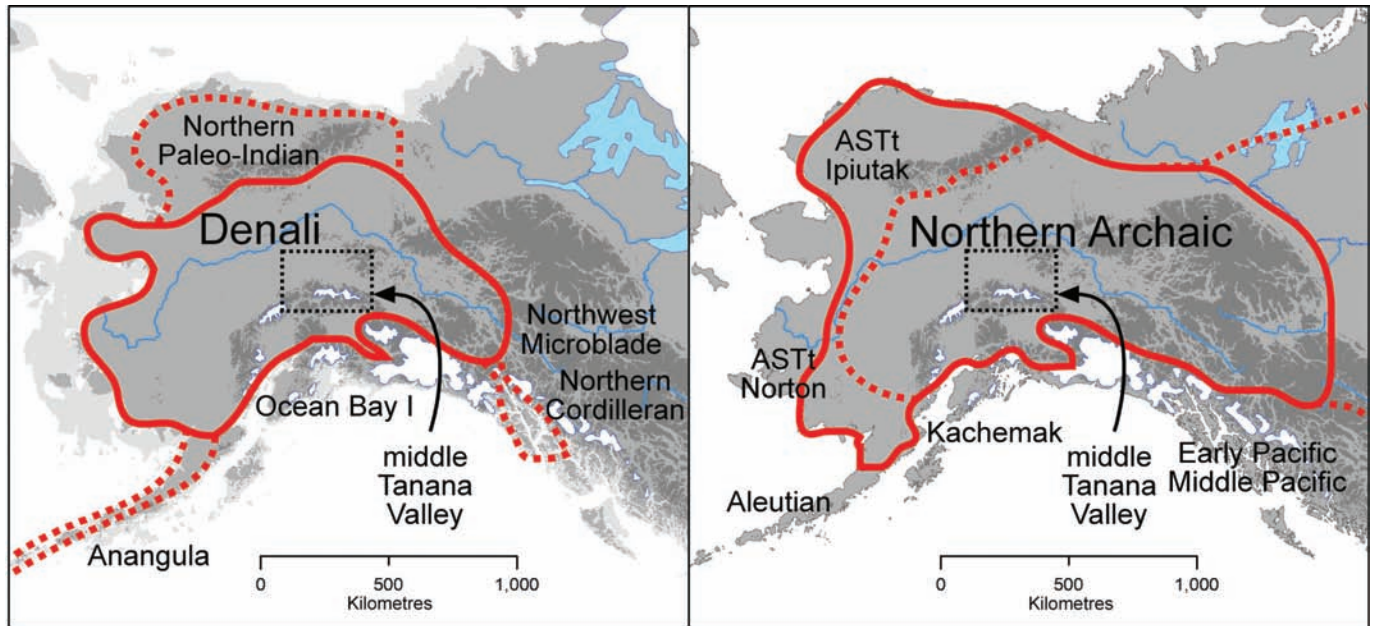 Northern
Paleo-Indian
Denali
Northwest
Microblade
Northern
Cordilleran
Ocean Bay I
middle
Tanana
Valley
Anangula
0 500 1,000
Kilometres
ASTt
Ipiutak
Northern Archaic
ASTt
Norton
Kachemak
Early Pacific
Middle Pacific
middle
Tanana
Valley
Aleutian
0 500 1,000
Kilometres